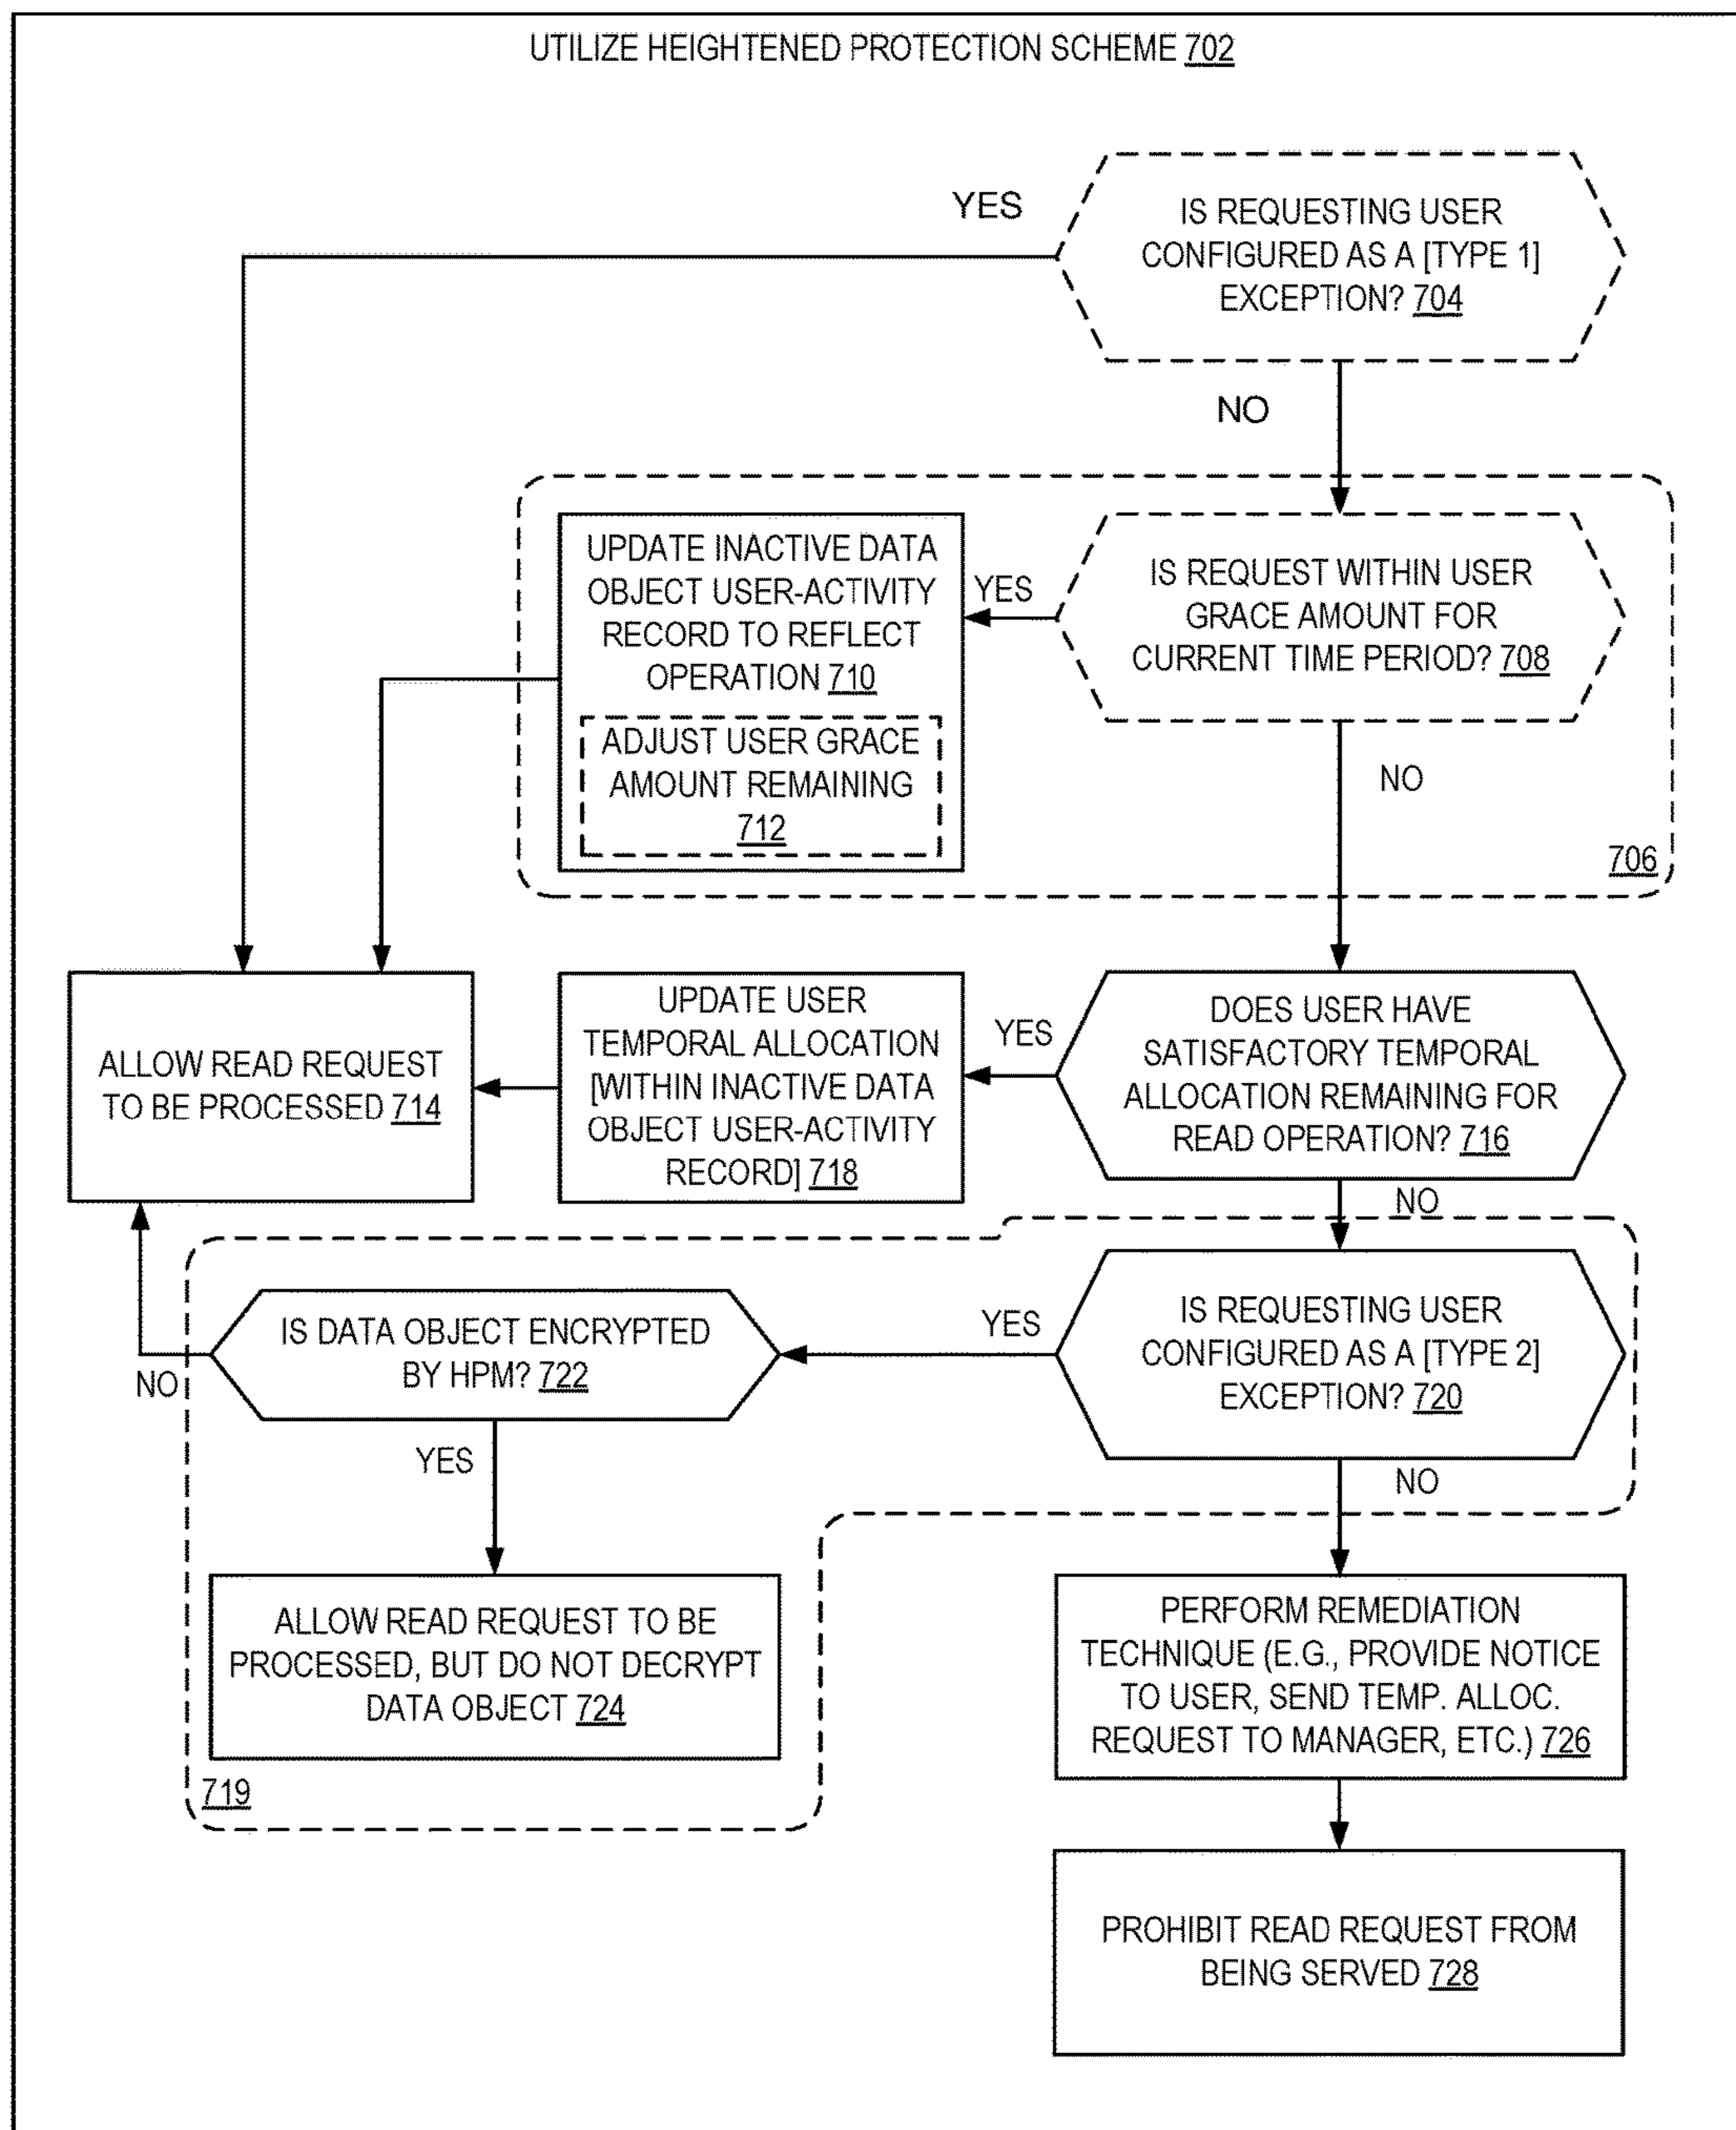 UTILIZE HEIGHTENED PROTECTION SCHEME 702
YES
IS REQUESTING USER
CONFIGURED AS A [TYPE 1]
EXCEPTION? 704
NO
UPDATE INACTIVE DATA
OBJECT USER-ACTIVITY
RECORD TO REFLECT
OPERATION 710
ADJUST USER GRACE
AMOUNT REMAINING
712
YES
IS REQUEST WITHIN USER
GRACE AMOUNT FOR
CURRENT TIME PERIOD? 708
NO
706
ALLOW READ REQUEST
TO BE PROCESSED 714
UPDATE USER
TEMPORAL ALLOCATION
[WITHIN INACTIVE DATA
OBJECT USER-ACTIVITY
RECORD] 718
YES
DOES USER HAVE
SATISFACTORY TEMPORAL
ALLOCATION REMAINING FOR
READ OPERATION? 716
NO
IS DATA OBJECT ENCRYPTED
BY HPM? 722
YES
IS REQUESTING USER
CONFIGURED AS A [TYPE 2]
EXCEPTION? 720
NO
YES
NO
ALLOW READ REQUEST TO BE
PROCESSED, BUT DO NOT DECRYPT
DATA OBJECT 724
719
PERFORM REMEDIATION
TECHNIQUE (E.G., PROVIDE NOTICE
TO USER, SEND TEMP. ALLOC.
REQUEST TO MANAGER, ETC.) 726
PROHIBIT READ REQUEST FROM
BEING SERVED 728